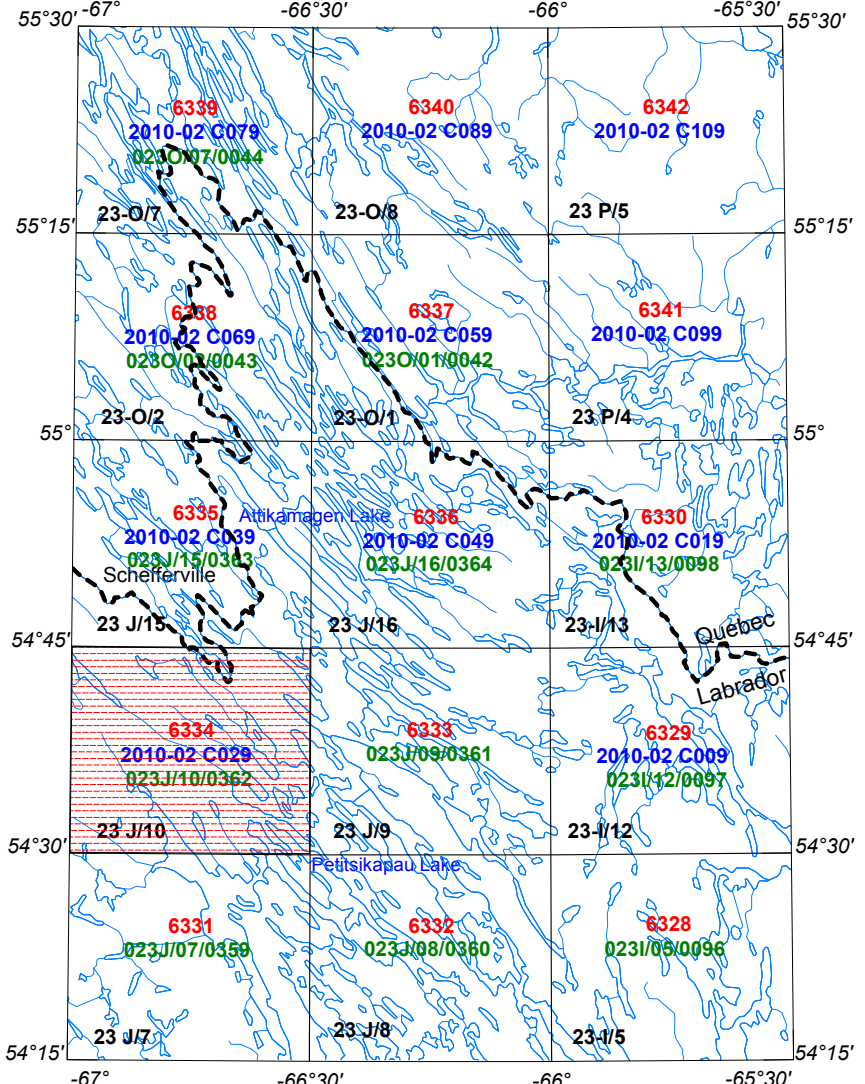 -67° -66°30' -66° -65°30'
55°30' 55°30'
6339 6340 6342
2010-02 C079 2010-02 C089 2010-02 C109
023O/07/0044
23-O/7 23-O/8 23 P/5
55°15' 55°15'
6338 6337 6341
2010-02 C069 2010-02 C059 2010-02 C099
023O/02/0043 023O/01/0042
23-O/2 23-O/1 23 P/4
55° 55°
6335 Attikamagen Lake 6336 6330
2010-02 C039 2010-02 C049 2010-02 C019
023J/15/0363 023J/16/0364 023I/13/0098
Schefferville
23 J/15 23 J/16 23-I/13 Quebec
54°45' 54°45'
Labrador
6334 6333 6329
2010-02 C029 023J/09/0361 2010-02 C009
023J/10/0362 023I/12/0097
23 J/10 23 J/9 23-I/12
54°30' 54°30'
Petitsikapau Lake
6331 6332 6328
023J/07/0359 023J/08/0360 023I/05/0096
23 J/7 23 J/8 23-I/5
54°15' 54°15'
-67° -66°30' -66° -65°30'